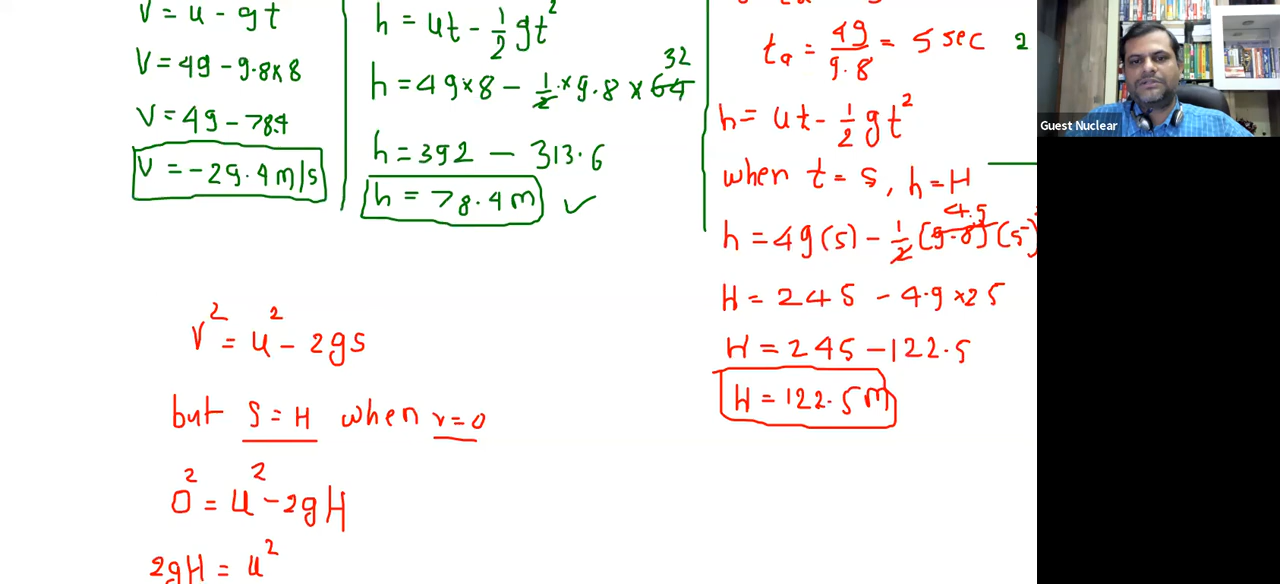 V = u - gt
V = 49 - 9.8 x 8
V = 49 - 78.4
V = -29.4 m/s
h = ut - 1/2 gt²
32
h = 49 x 8 - 1/2 x 9.8 x 64
h = 392 - 313.6
h = 78.4 m ✓
ta = 49/9.8 = 5 sec
2
h = ut - 1/2 gt²
when t = 5, h = H
4.5
h = 49(5) - 1/2 (9.8) (5)
H = 245 - 4.9 x 25
H = 245 - 122.5
H = 122.5 m
V² = u² - 2gs
but S = H when v = 0
0² = u² - 2gH
2gH = u²
Guest Nuclear